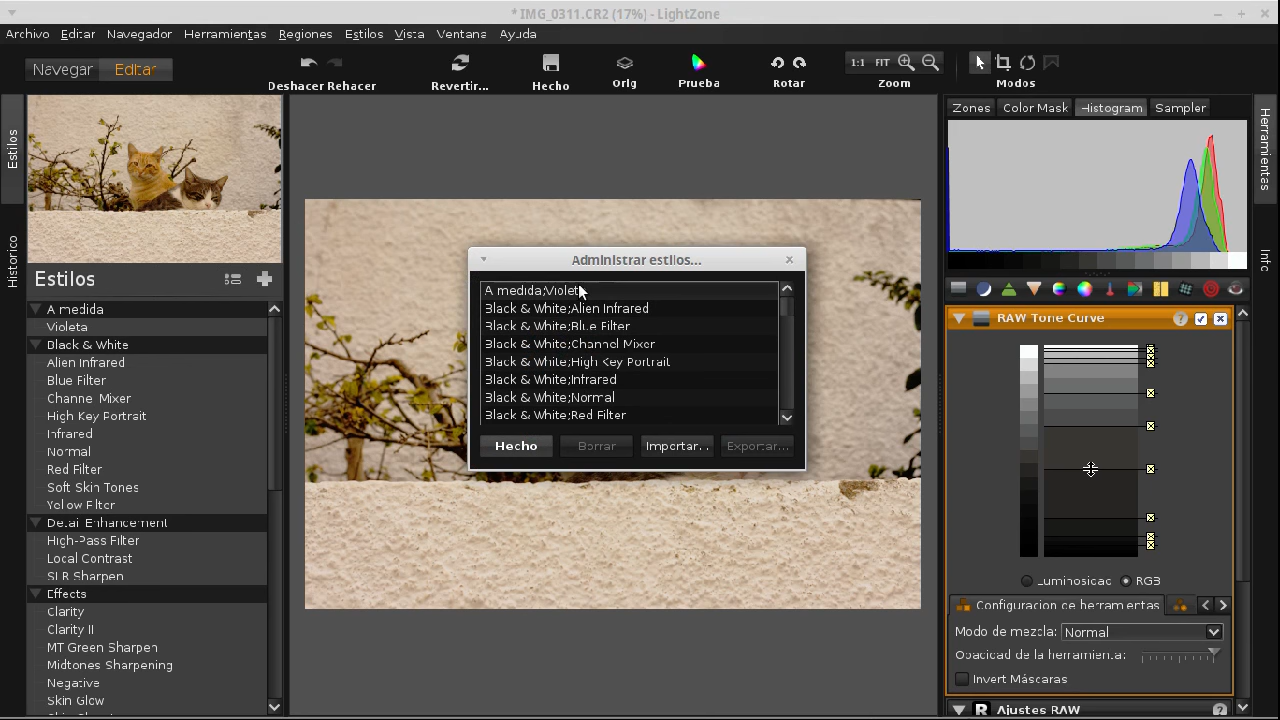 * IMG_0311.CR2 (17%) - LightZone
Archivo Editar Navegador Herramientas Regiones Estilos Vista Ventana Ayuda
Navegar Editar
Deshacer Rehacer Revertir... Hecho Orig Prueba Rotar
1:1 FIT
Zoom
Modos
Estilos
Historico
Zones Color Mask Histogram Sampler
Herramientas
Info
Estilos
A medida
Violeta
Black & White
Alien Infrared
Blue Filter
Channel Mixer
High Key Portrait
Infrared
Normal
Red Filter
Soft Skin Tones
Yellow Filter
Detail Enhancement
High-Pass Filter
Local Contrast
SLR Sharpen
Effects
Clarity
Clarity II
MT Green Sharpen
Midtones Sharpening
Negative
Skin Glow
Administrar estilos...
A medida;Violeta
Black & White;Alien Infrared
Black & White;Blue Filter
Black & White;Channel Mixer
Black & White;High Key Portrait
Black & White;Infrared
Black & White;Normal
Black & White;Red Filter
Hecho Borrar Importar... Exportar...
RAW Tone Curve ?
Luminosidad RGB
Configuracion de herramientas
Modo de mezcla: Normal
Opacidad de la herramienta:
Invert Máscaras
R Ajustes RAW ?